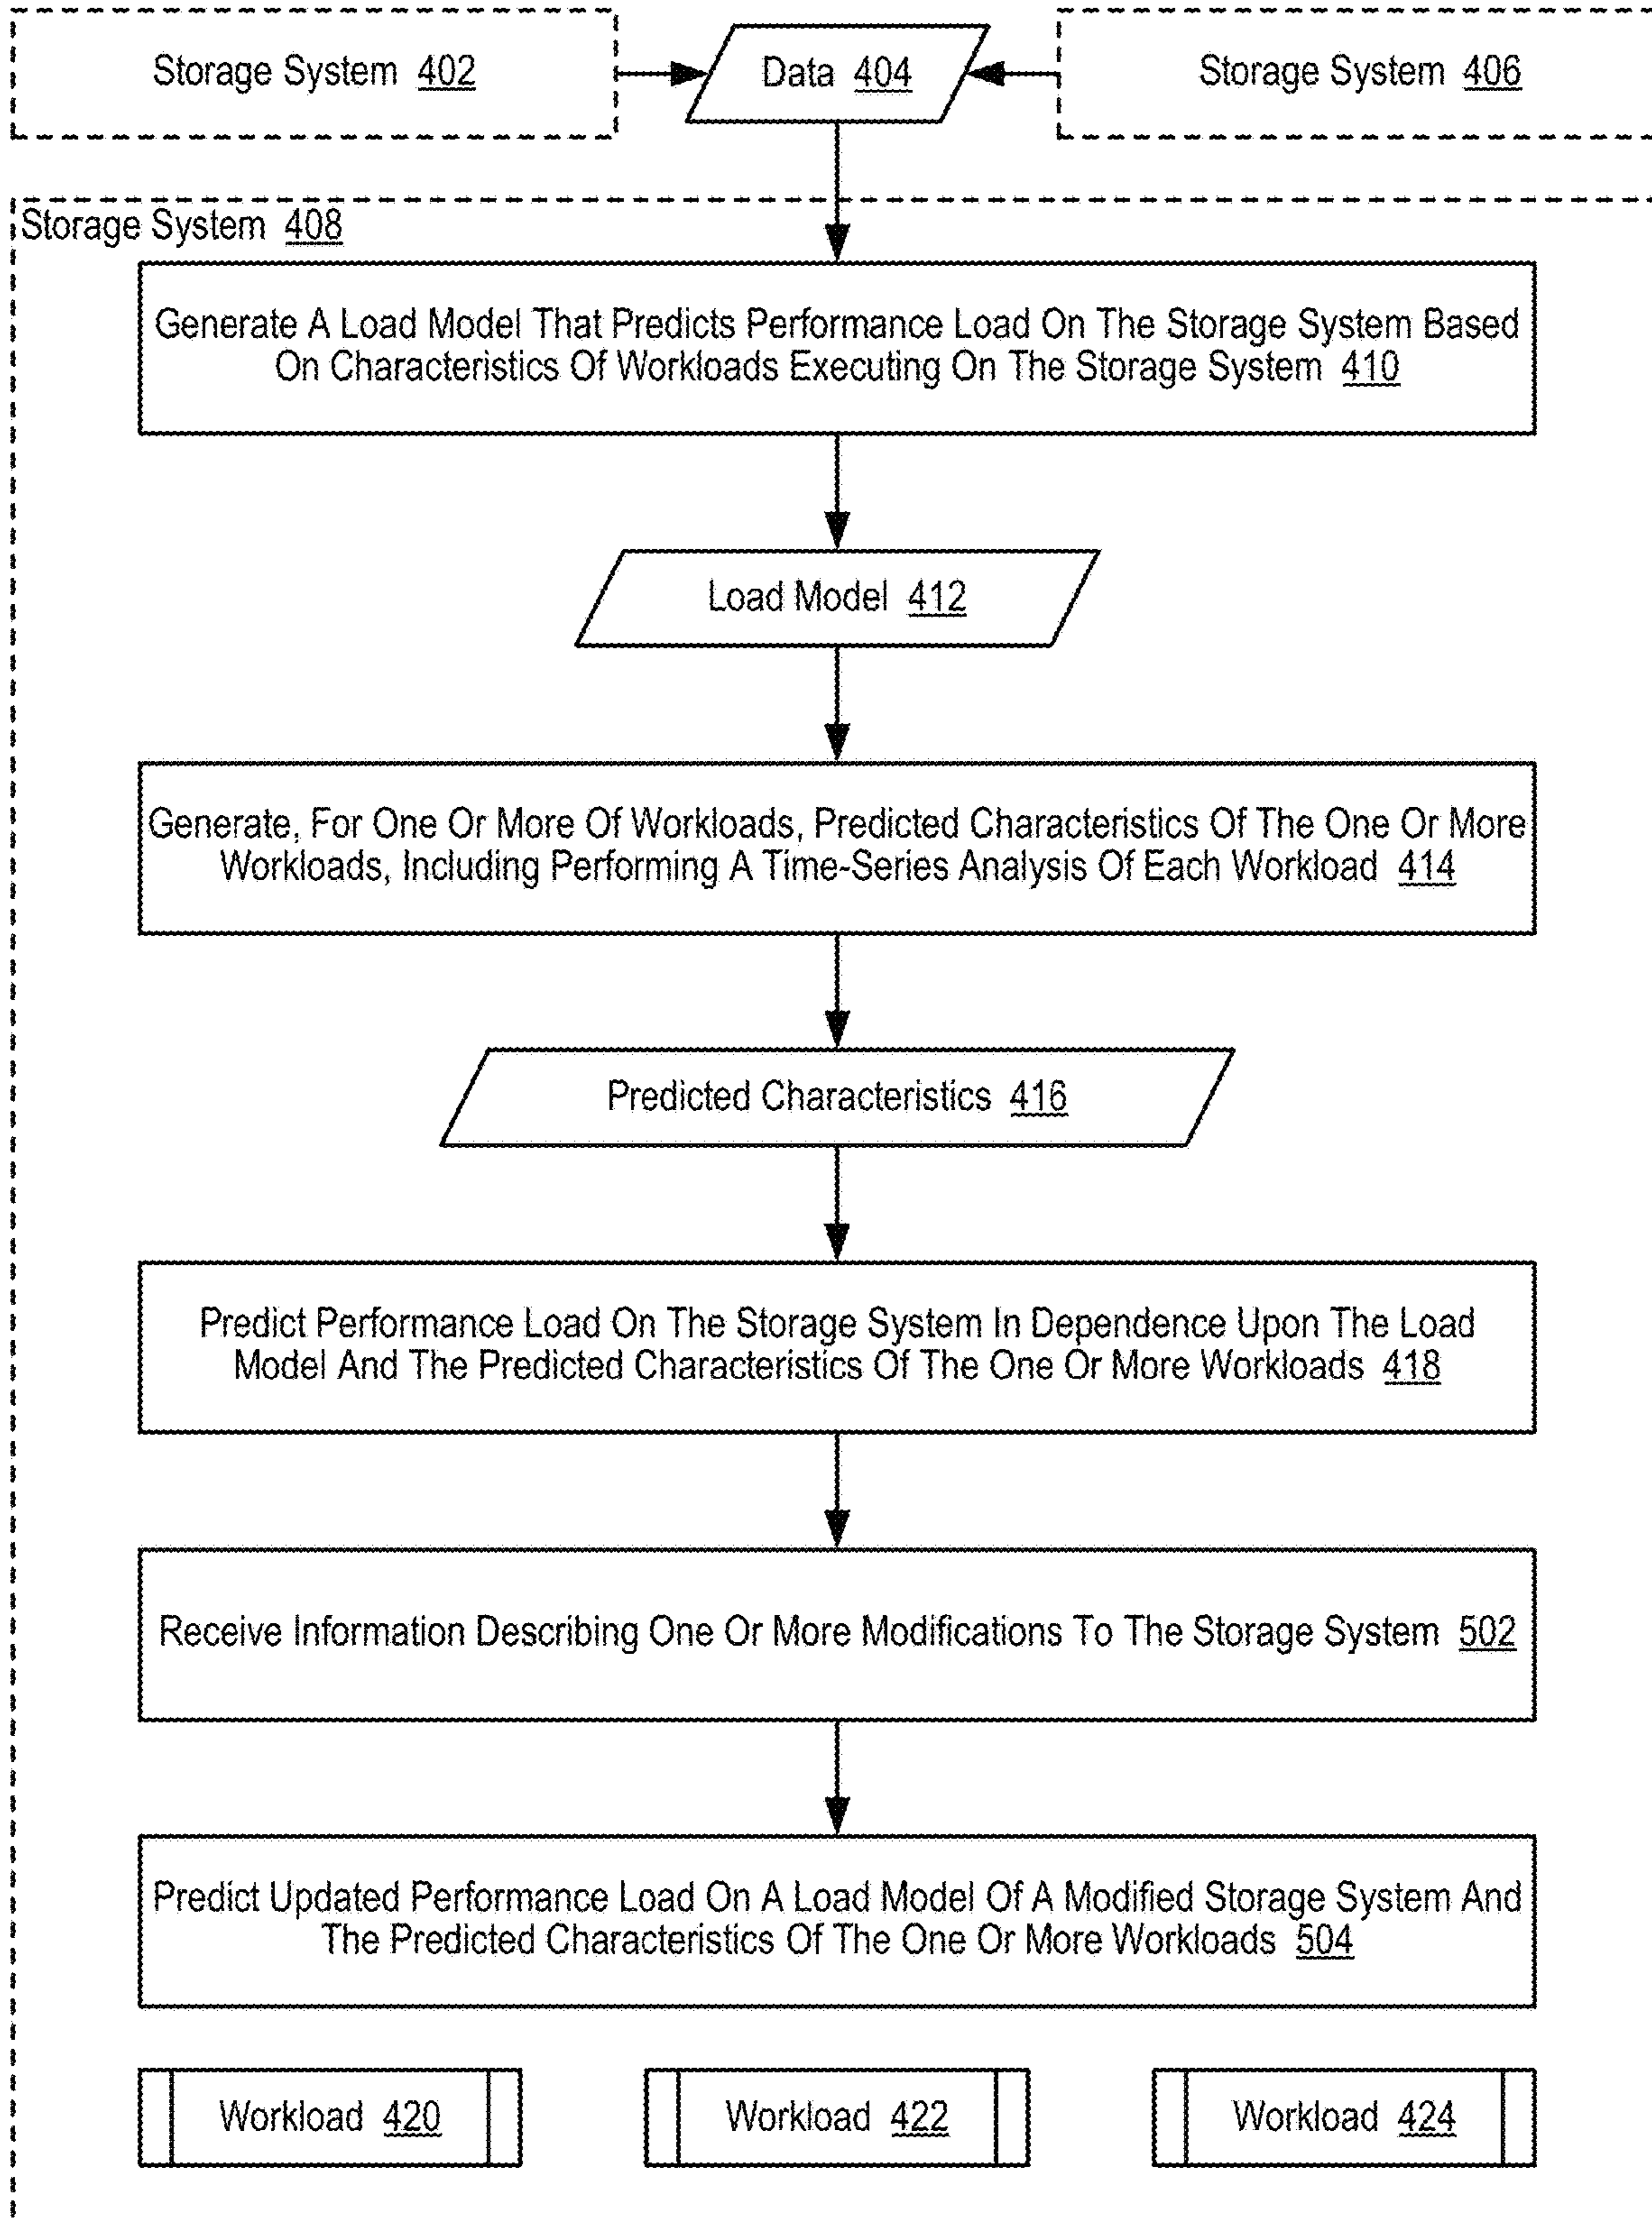 Storage System 402
Data 404
Storage System 406
Storage System 408
Generate A Load Model That Predicts Performance Load On The Storage System Based
On Characteristics Of Workloads Executing On The Storage System 410
Load Model 412
Generate, For One Or More Of Workloads, Predicted Characteristics Of The One Or More
Workloads, Including Performing A Time-Series Analysis Of Each Workload 414
Predicted Characteristics 416
Predict Performance Load On The Storage System In Dependence Upon The Load
Model And The Predicted Characteristics Of The One Or More Workloads 418
Receive Information Describing One Or More Modifications To The Storage System 502
Predict Updated Performance Load On A Load Model Of A Modified Storage System And
The Predicted Characteristics Of The One Or More Workloads 504
Workload 420
Workload 422
Workload 424